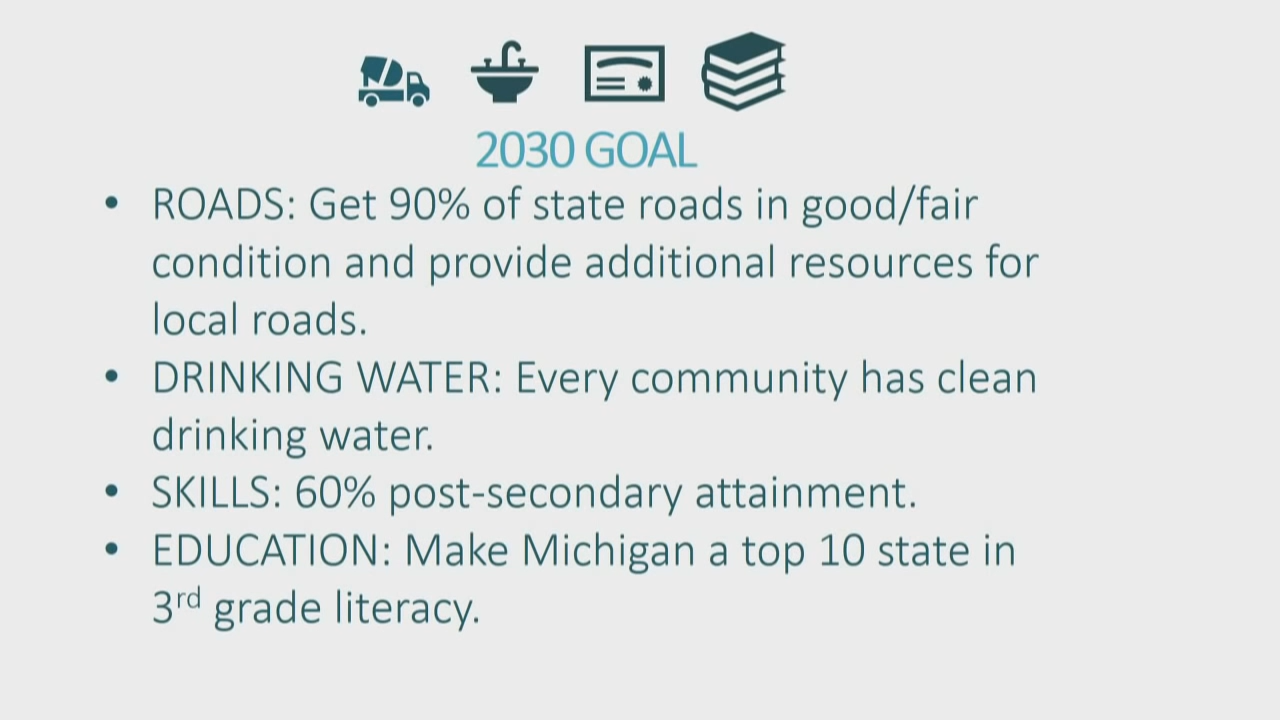 2030 GOAL
• ROADS: Get 90% of state roads in good/fair
condition and provide additional resources for
local roads.
• DRINKING WATER: Every community has clean
drinking water.
• SKILLS: 60% post-secondary attainment.
• EDUCATION: Make Michigan a top 10 state in
3rd grade literacy.